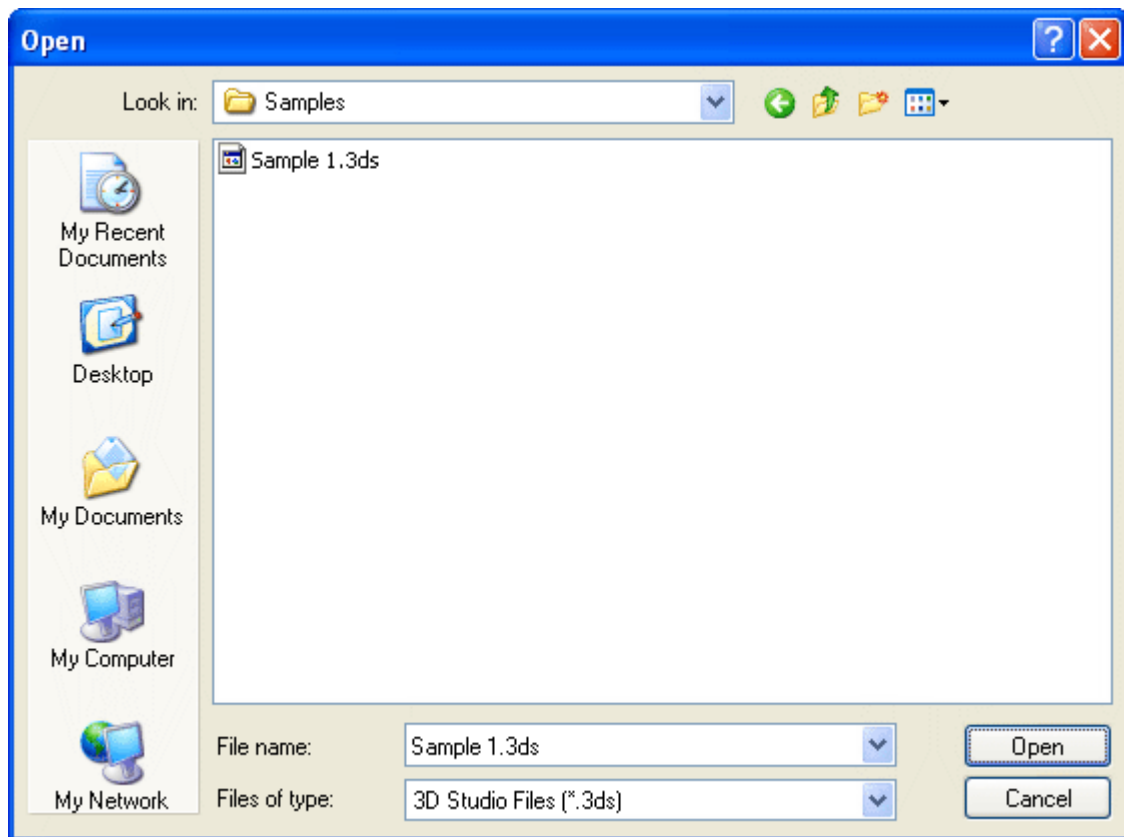 Open
Look in: Samples
Sample 1.3ds
My Recent
Documents
Desktop
My Documents
My Computer
My Network
File name: Sample 1.3ds Open
Files of type: 3D Studio Files (*.3ds) Cancel